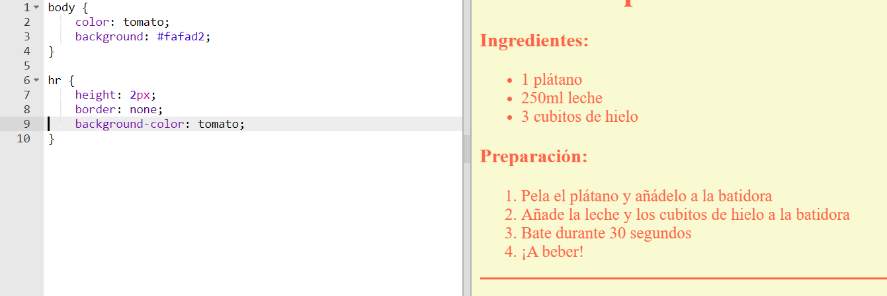 1 body {
2 color: tomato;
3 background: #fafad2;
4 }
5
6 hr {
7 height: 2px;
8 border: none;
9 background-color: tomato;
10 }
Ingredientes:
• 1 plátano
• 250ml leche
• 3 cubitos de hielo
Preparación:
1. Pela el plátano y añádelo a la batidora
2. Añade la leche y los cubitos de hielo a la batidora
3. Bate durante 30 segundos
4. ¡A beber!